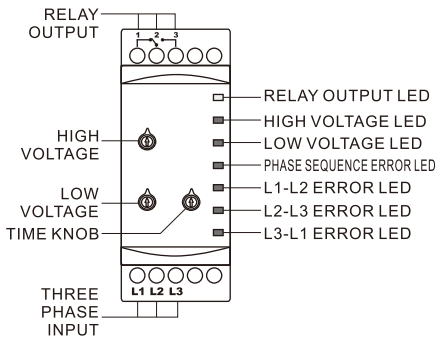 RELAY
OUTPUT
1 2 3
RELAY OUTPUT LED
HIGH VOLTAGE LED
LOW VOLTAGE LED
PHASE SEQUENCE ERROR LED
L1-L2 ERROR LED
L2-L3 ERROR LED
L3-L1 ERROR LED
HIGH
VOLTAGE
LOW
VOLTAGE
TIME KNOB
L1 L2 L3
THREE
PHASE
INPUT